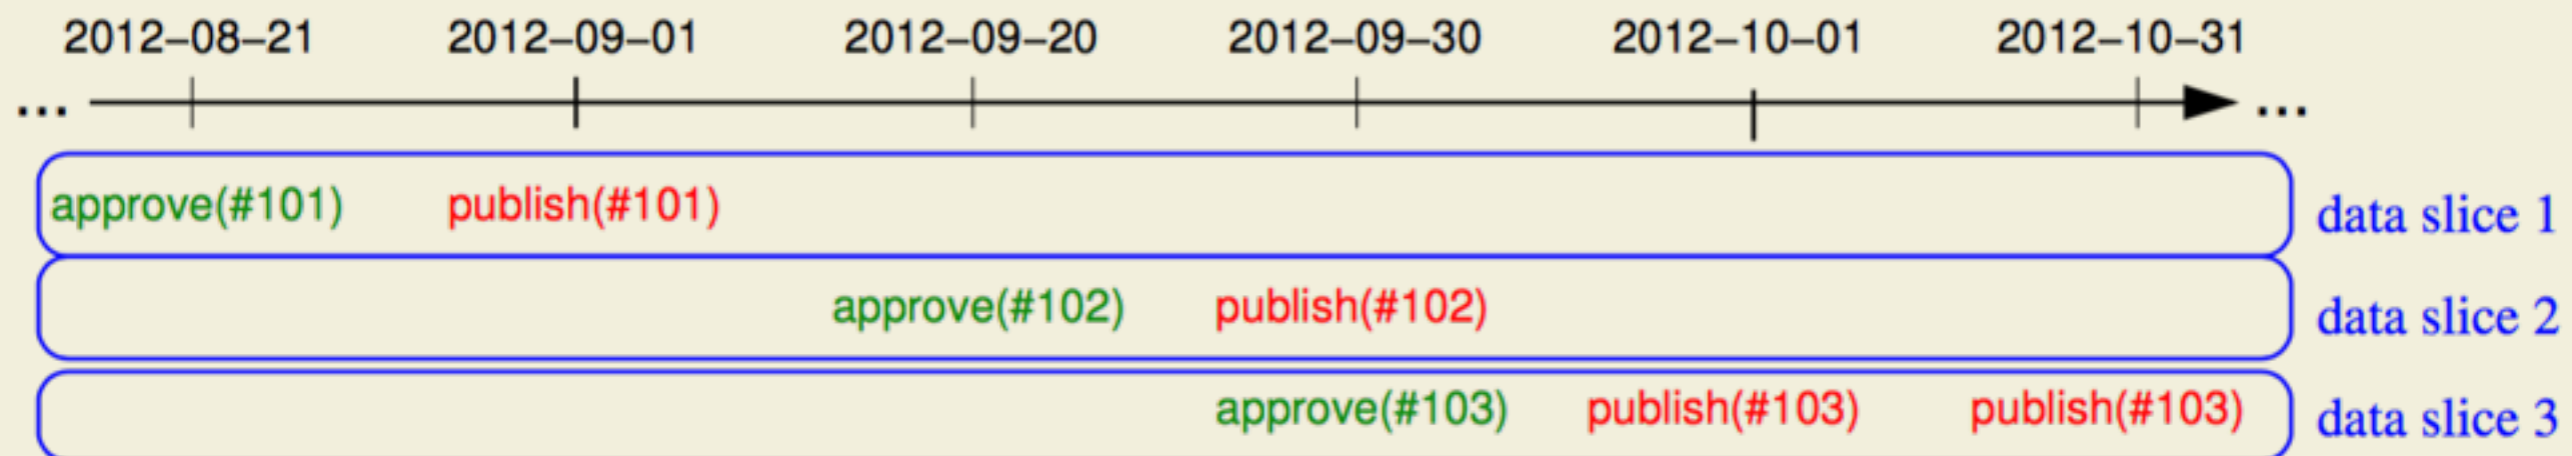 2012–08–21 2012–09–01 2012–09–20 2012–09–30 2012–10–01 2012–10–31
... ...
approve(#101) publish(#101) data slice 1
approve(#102) publish(#102) data slice 2
approve(#103) publish(#103) publish(#103) data slice 3